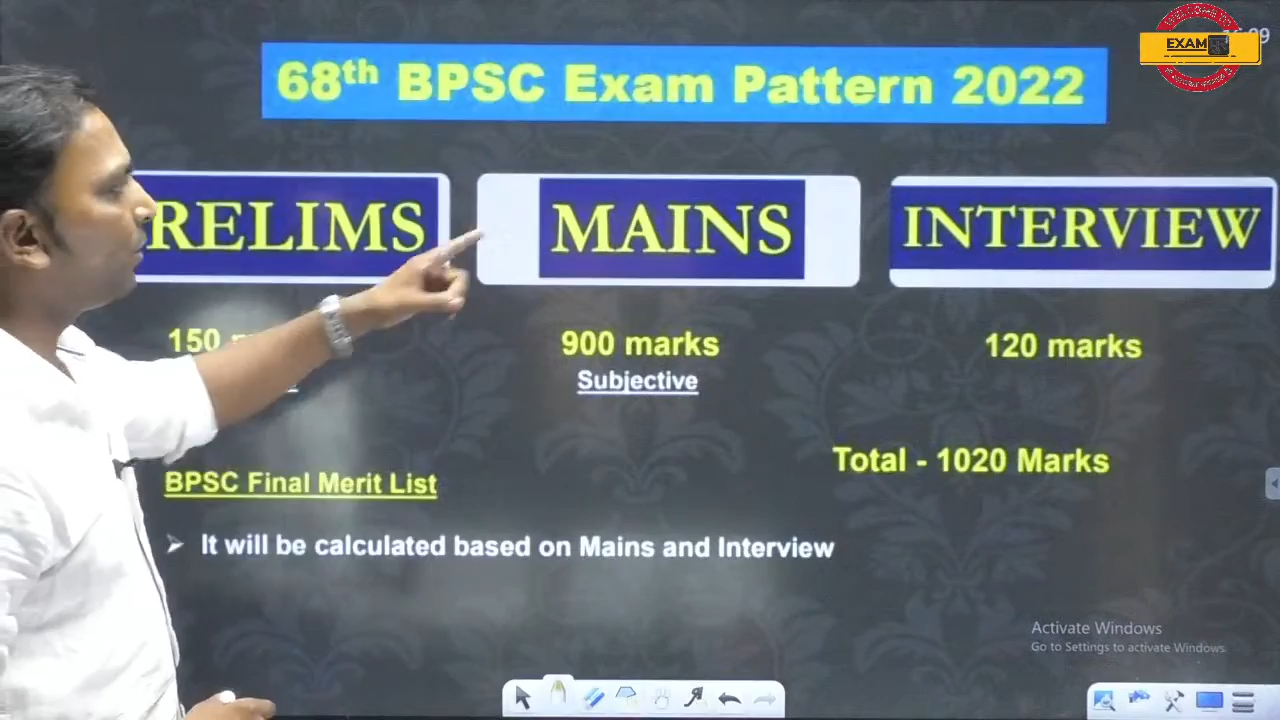 68th BPSC Exam Pattern 2022
EXAM
RELIMS
MAINS
INTERVIEW
150
900 marks
120 marks
Subjective
Total - 1020 Marks
BPSC Final Merit List
It will be calculated based on Mains and Interview
Activate Windows
Go to Settings to activate Windows.